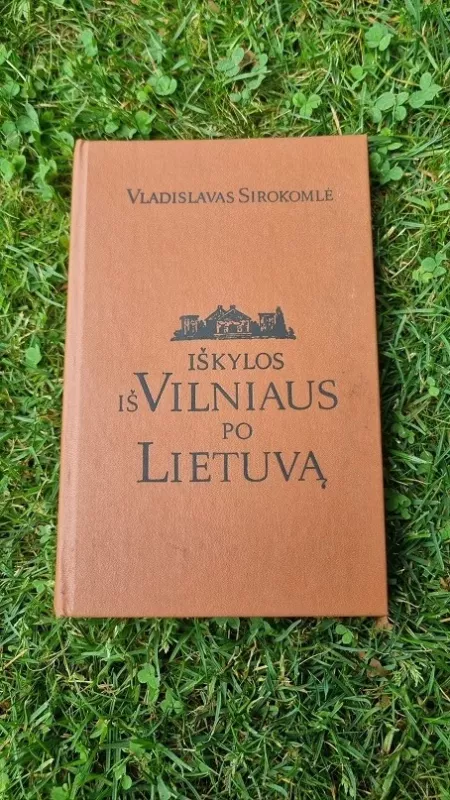 VLADISLAVAS SIROKOMLĖ
IŠKYLOS
IŠ VILNIAUS
PO
LIETUVĄ